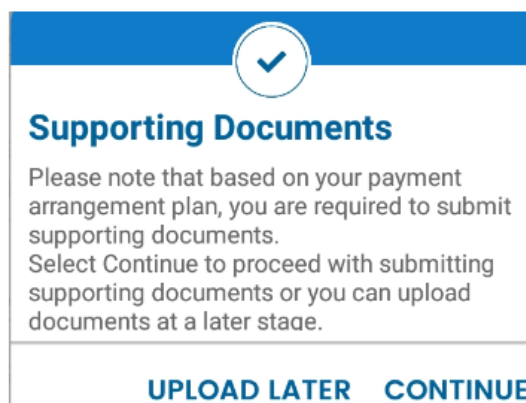 Supporting Documents
Please note that based on your payment
arrangement plan, you are required to submit
supporting documents.
Select Continue to proceed with submitting
supporting documents or you can upload
documents at a later stage.
UPLOAD LATER CONTINUE